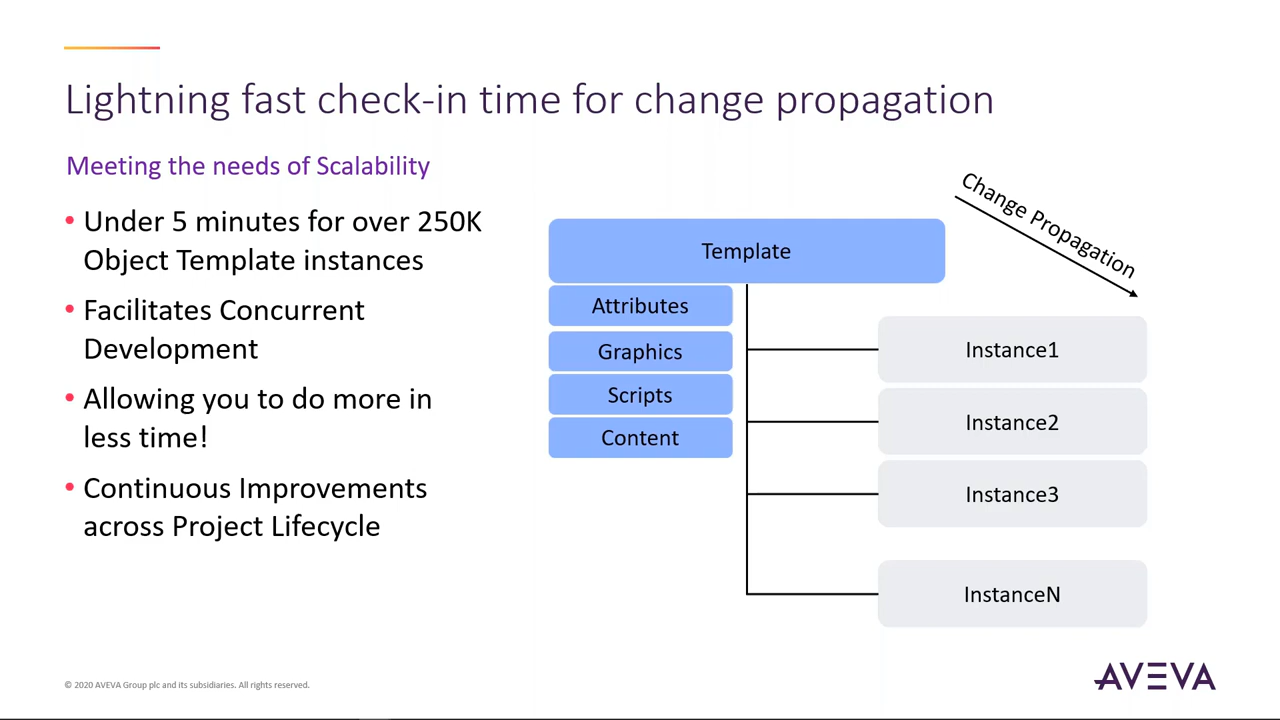 Lightning fast check-in time for change propagation
Meeting the needs of Scalability
• Under 5 minutes for over 250K
Object Template instances
• Facilitates Concurrent
Development
• Allowing you to do more in
less time!
• Continuous Improvements
across Project Lifecycle
Change Propagation
Template
Attributes
Graphics
Scripts
Content
Instance1
Instance2
Instance3
InstanceN
© 2020 AVEVA Group plc and its subsidiaries. All rights reserved.
AVEVA